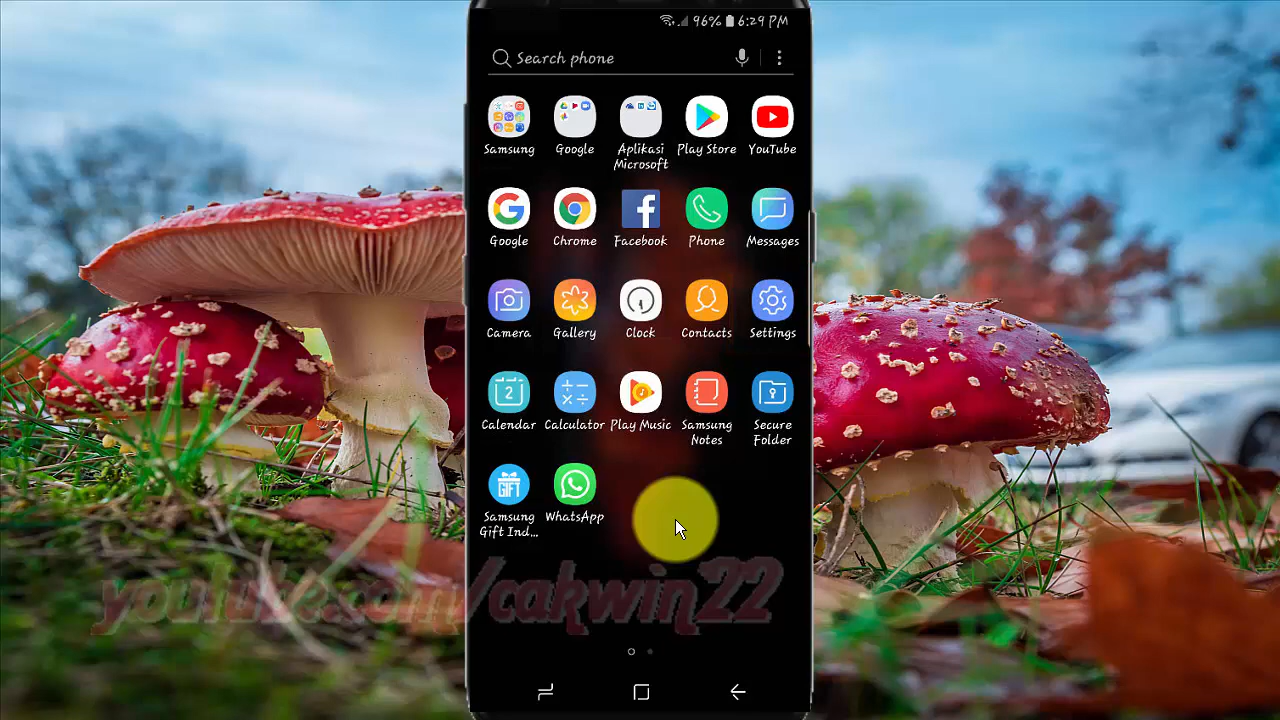 96% 6:29 PM
Search phone
Samsung Google Aplikasi Microsoft Play Store YouTube
Google Chrome Facebook Phone Messages
Camera Gallery Clock Contacts Settings
2
Calendar Calculator Play Music Samsung Notes Secure Folder
GIFT
Samsung Gift Ind... WhatsApp
youtube.com/cakwin22